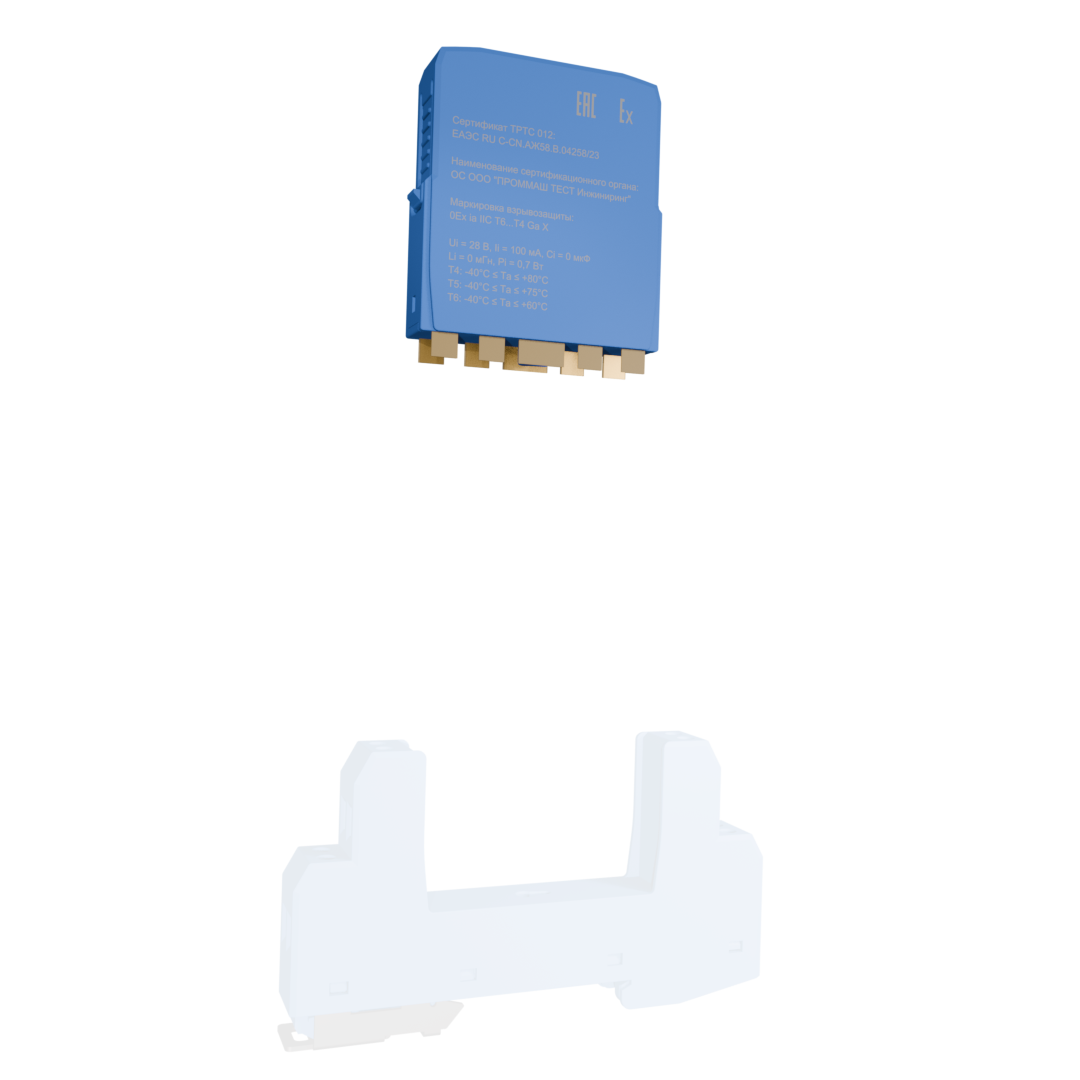 ЕАС Ex
Сертификат ТРТС 012:
ЕАЭС RU C-CN.АЖ58.В.04258/23
Наименование сертификационного органа:
ОС ООО "ПРОММАШ ТЕСТ Инжиниринг"
Маркировка взрывозащиты:
0Ex ia IIC T6...T4 Ga X
Ui = 28 В, Ii = 100 мА, Ci = 0 мкФ
Li = 0 мГн, Pi = 0,7 Вт
T4: -40°C ≤ Ta ≤ +80°C
T5: -40°C ≤ Ta ≤ +75°C
T6: -40°C ≤ Ta ≤ +60°C